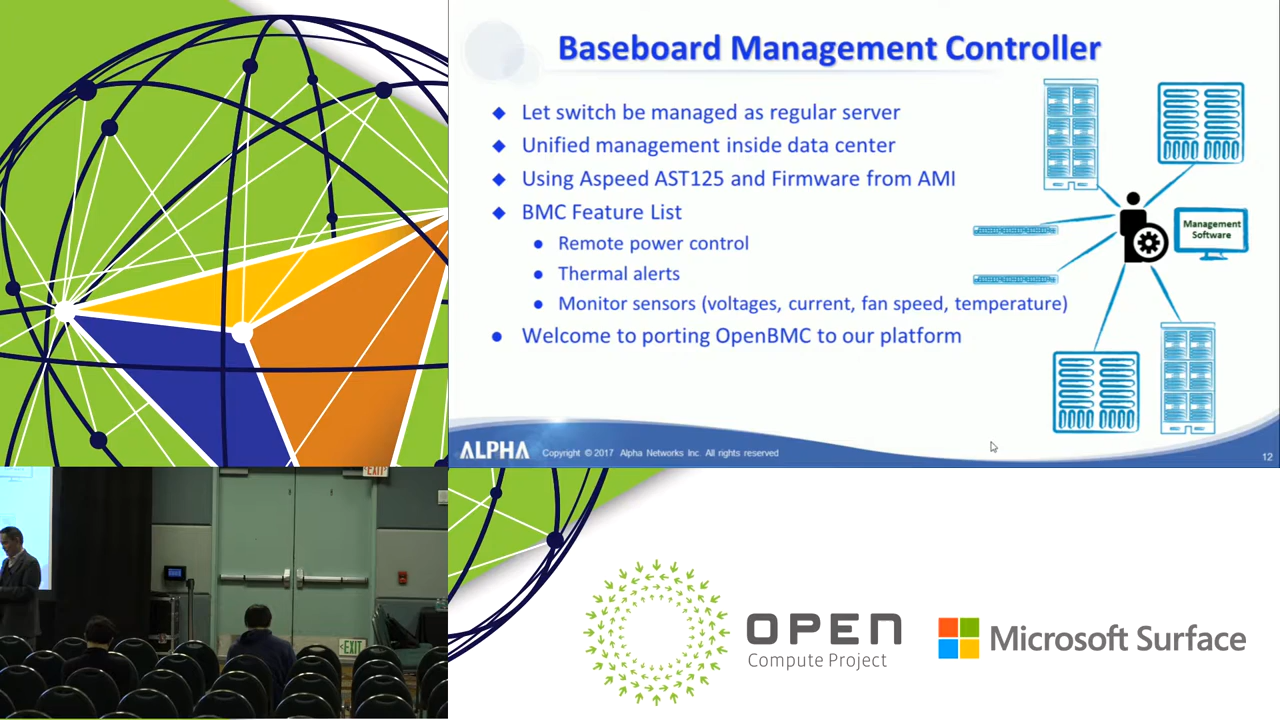 Baseboard Management Controller
Let switch be managed as regular server
Unified management inside data center
Using Aspeed AST125 and Firmware from AMI
BMC Feature List
Remote power control
Thermal alerts
Monitor sensors (voltages, current, fan speed, temperature)
Welcome to porting OpenBMC to our platform
Management
Software
ALPHA
Copyright © 2017 Alpha Networks Inc. All rights reserved
12
EXIT
EXIT
OPEN
Compute Project
Microsoft Surface